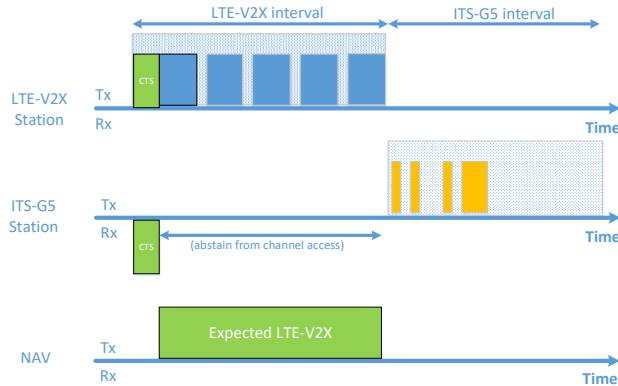 LTE-V2X interval
ITS-G5 interval
CTS
LTE-V2X
Station
Tx
Rx
Time
ITS-G5
Station
Tx
Rx
Time
CTS
(abstain from channel access)
Expected LTE-V2X
NAV
Tx
Rx
Time